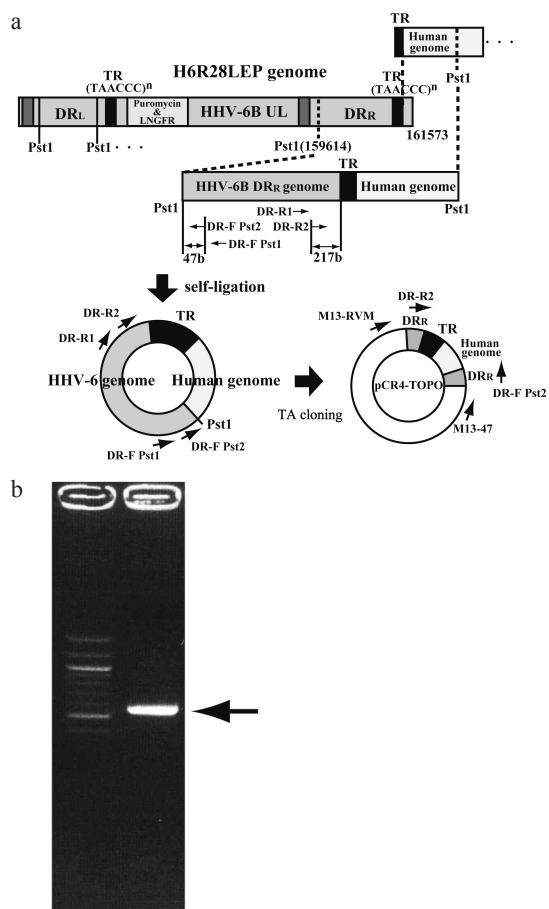 a
Human
genome
. . .
H6R28LEP genome
TR
(TAACCC)n
TR
(TAACCC)n
Pst1
DRL
Puromycin
&
LNGFR
HHV-6B UL
DRR
161573
Pst1
Pst1 . . .
Pst1(159614)
TR
HHV-6B DRR genome
Human genome
Pst1
Pst1
DR-R1
DR-F Pst2
DR-R2
DR-F Pst1
47b
217b
self-ligation
DR-R2
TR
DR-R1
HHV-6 genome
Human genome
Pst1
DR-F Pst1
DR-F Pst2
TA cloning
DR-R2
M13-RVM
DRR
TR
Human
genome
DRR
pCR4-TOPO
DR-F Pst2
M13-47
b